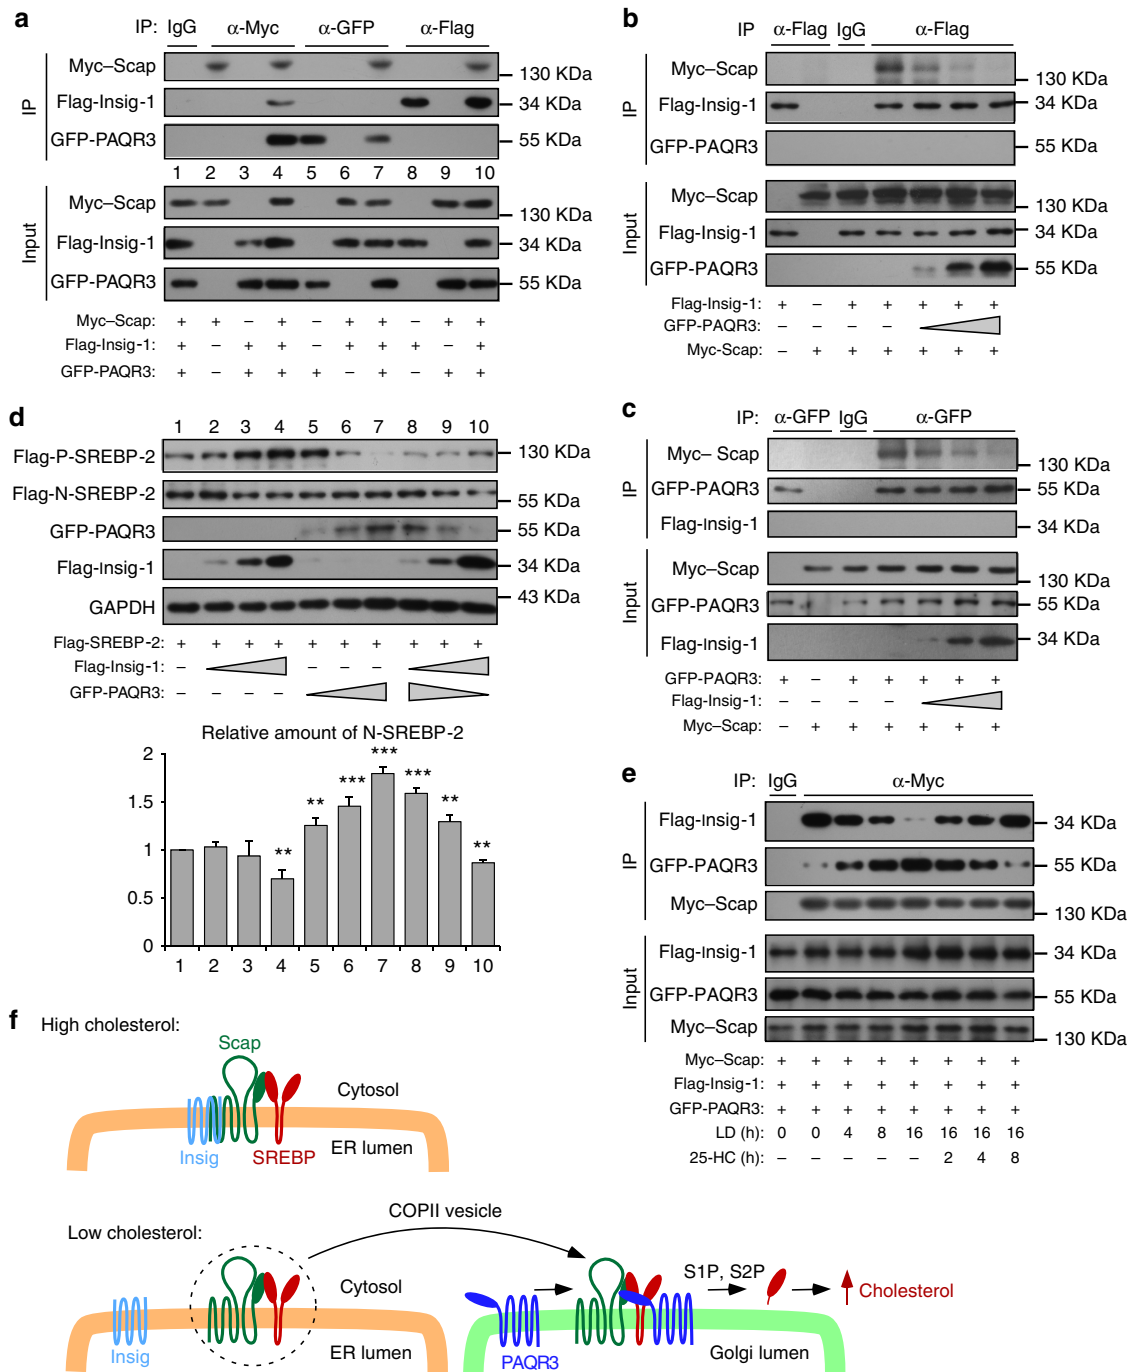 a
IP: IgG α-Myc α-GFP α-Flag
IP
Myc–Scap 130 KDa
Flag-Insig-1 34 KDa
GFP-PAQR3 55 KDa
1 2 3 4 5 6 7 8 9 10
Input
Myc–Scap 130 KDa
Flag-Insig-1 34 KDa
GFP-PAQR3 55 KDa
Myc–Scap: + + – + – + + – + +
Flag-Insig-1: + – + + – + + + – +
GFP-PAQR3: + – + + + – + – + +
b
IP α-Flag IgG α-Flag
IP
Myc–Scap 130 KDa
Flag-Insig-1 34 KDa
GFP-PAQR3 55 KDa
Input
Myc–Scap 130 KDa
Flag-Insig-1 34 KDa
GFP-PAQR3 55 KDa
Flag-Insig-1: + – + + + + +
GFP-PAQR3: – – – –
Myc-Scap: – + + + + + +
c
IP: α-GFP IgG α-GFP
IP
Myc– Scap 130 KDa
GFP-PAQR3 55 KDa
Flag-Insig-1 34 KDa
Input
Myc–Scap 130 KDa
GFP-PAQR3 55 KDa
Flag-Insig-1 34 KDa
GFP-PAQR3: + – + + + + +
Flag-Insig-1: – – – –
Myc–Scap: – + + + + + +
d
1 2 3 4 5 6 7 8 9 10
Flag-P-SREBP-2 130 KDa
Flag-N-SREBP-2 55 KDa
GFP-PAQR3 55 KDa
Flag-Insig-1 34 KDa
GAPDH 43 KDa
Flag-SREBP-2: + + + + + + + + + +
Flag-Insig-1: – – – –
GFP-PAQR3: – – – –
Relative amount of N-SREBP-2
2
1.5
1
0.5
0
** ** *** *** *** ** **
1 2 3 4 5 6 7 8 9 10
e
IP: IgG α-Myc
IP
Flag-Insig-1 34 KDa
GFP-PAQR3 55 KDa
Myc–Scap 130 KDa
Input
Flag-Insig-1 34 KDa
GFP-PAQR3 55 KDa
Myc–Scap 130 KDa
Myc–Scap: + + + + + + + +
Flag-Insig-1: + + + + + + + +
GFP-PAQR3: + + + + + + + +
LD (h): 0 0 4 8 16 16 16 16
25-HC (h): – – – – – 2 4 8
f
High cholesterol:
Scap
Cytosol
ER lumen
Insig
SREBP
Low cholesterol:
COPII vesicle
Cytosol
ER lumen
Insig
PAQR3
S1P, S2P
Cholesterol
Golgi lumen